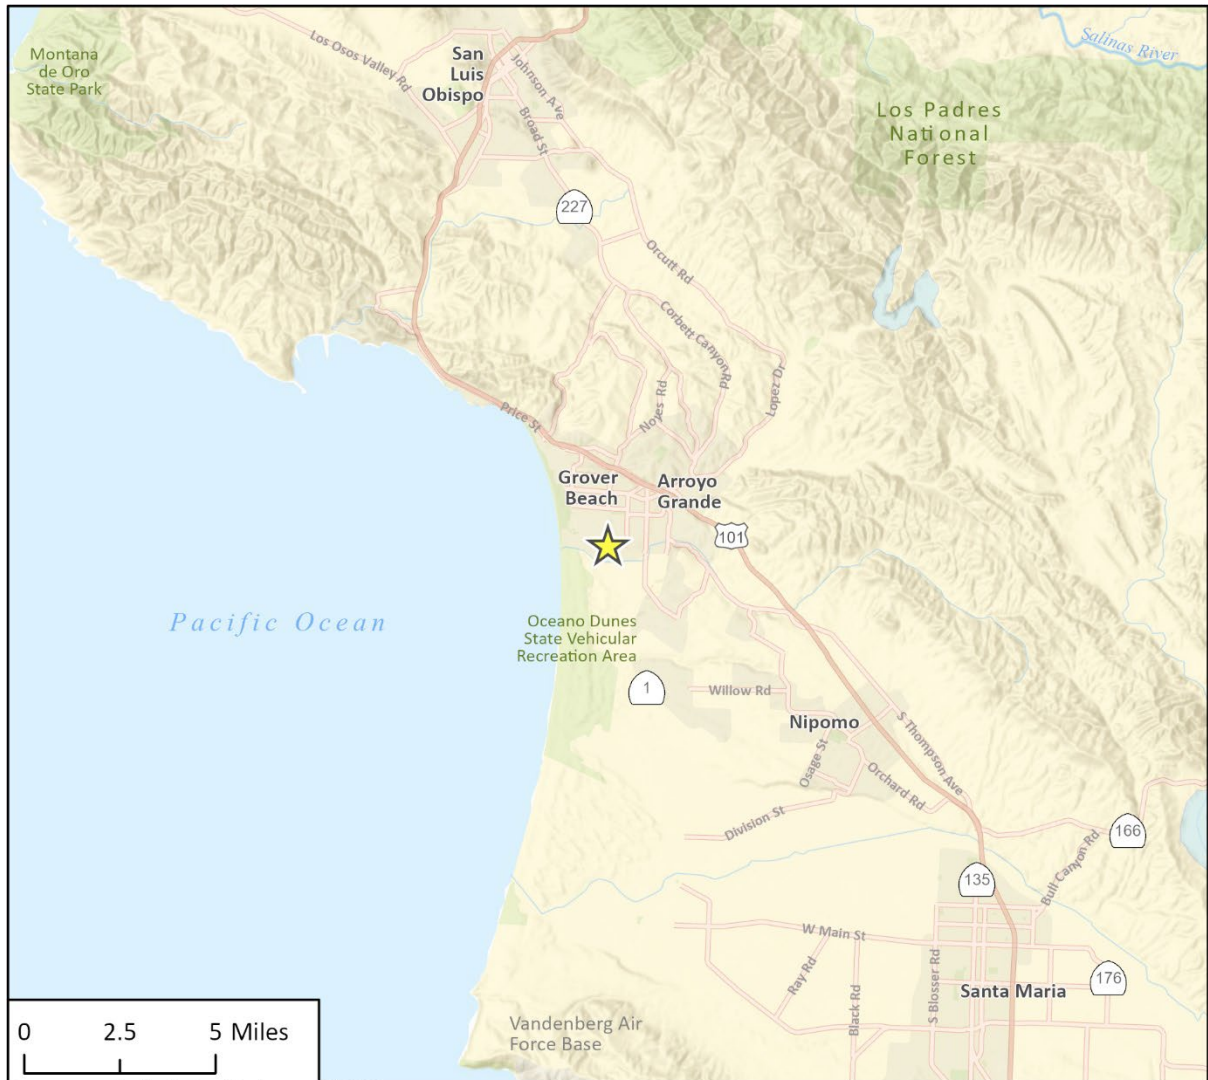 Montana
de Oro
State Park
Los Osos Valley Rd
San
Luis
Obispo
Johnson Ave
Broad St
Salinas River
Los Padres
National
Forest
227
Orcutt Rd
Corbett Canyon Rd
Lopez Dr
Noyes Rd
Price St
Grover
Beach
Arroyo
Grande
101
Pacific Ocean
Oceano Dunes
State Vehicular
Recreation Area
1
Willow Rd
Nipomo
S Thompson Ave
Osage St
Orchard Rd
Division St
166
Bull Canyon Rd
135
W Main St
Ray Rd
Black Rd
S Blosser Rd
176
Santa Maria
Vandenberg Air
Force Base
0 2.5 5 Miles